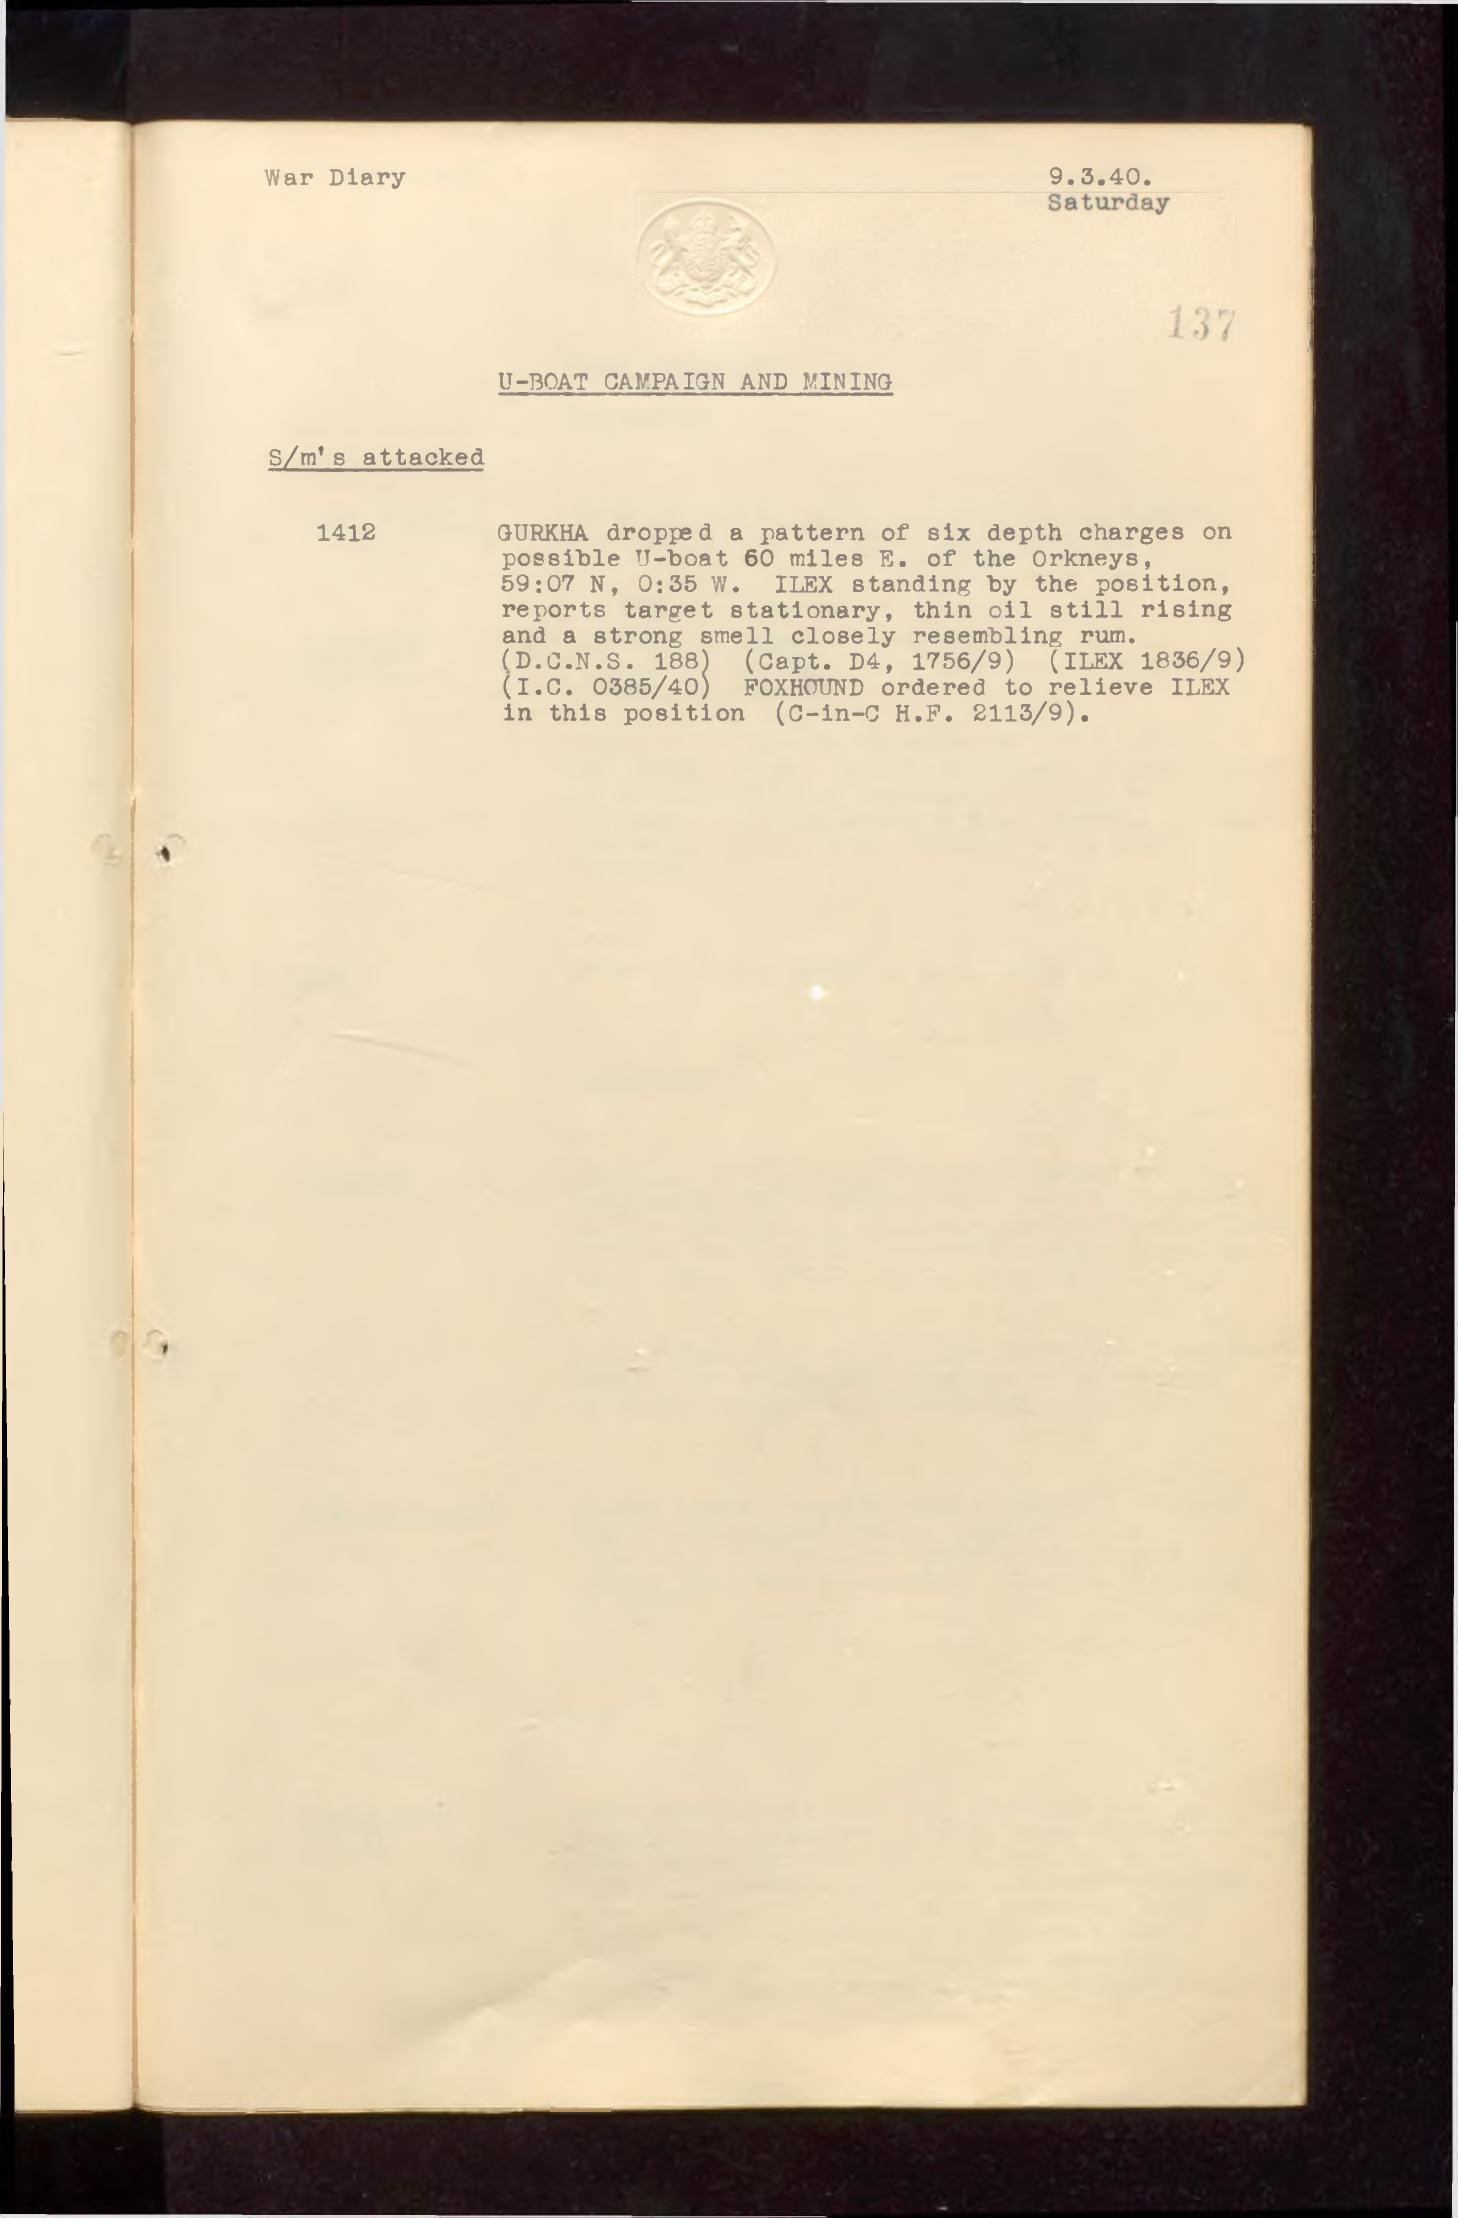 War Diary
9.3.40.
Saturday
137
U-BOAT CAMPAIGN AND MINING
S/m's attacked
1412 GURKHA dropped a pattern of six depth charges on
possible U-boat 60 miles E. of the Orkneys,
59:07 N, 0:35 W. ILEX standing by the position,
reports target stationary, thin oil still rising
and a strong smell closely resembling rum.
(D.C.N.S. 188) (Capt. D4, 1756/9) (ILEX 1836/9)
(I.C. 0385/40) FOXHOUND ordered to relieve ILEX
in this position (C-in-C H.F. 2113/9).